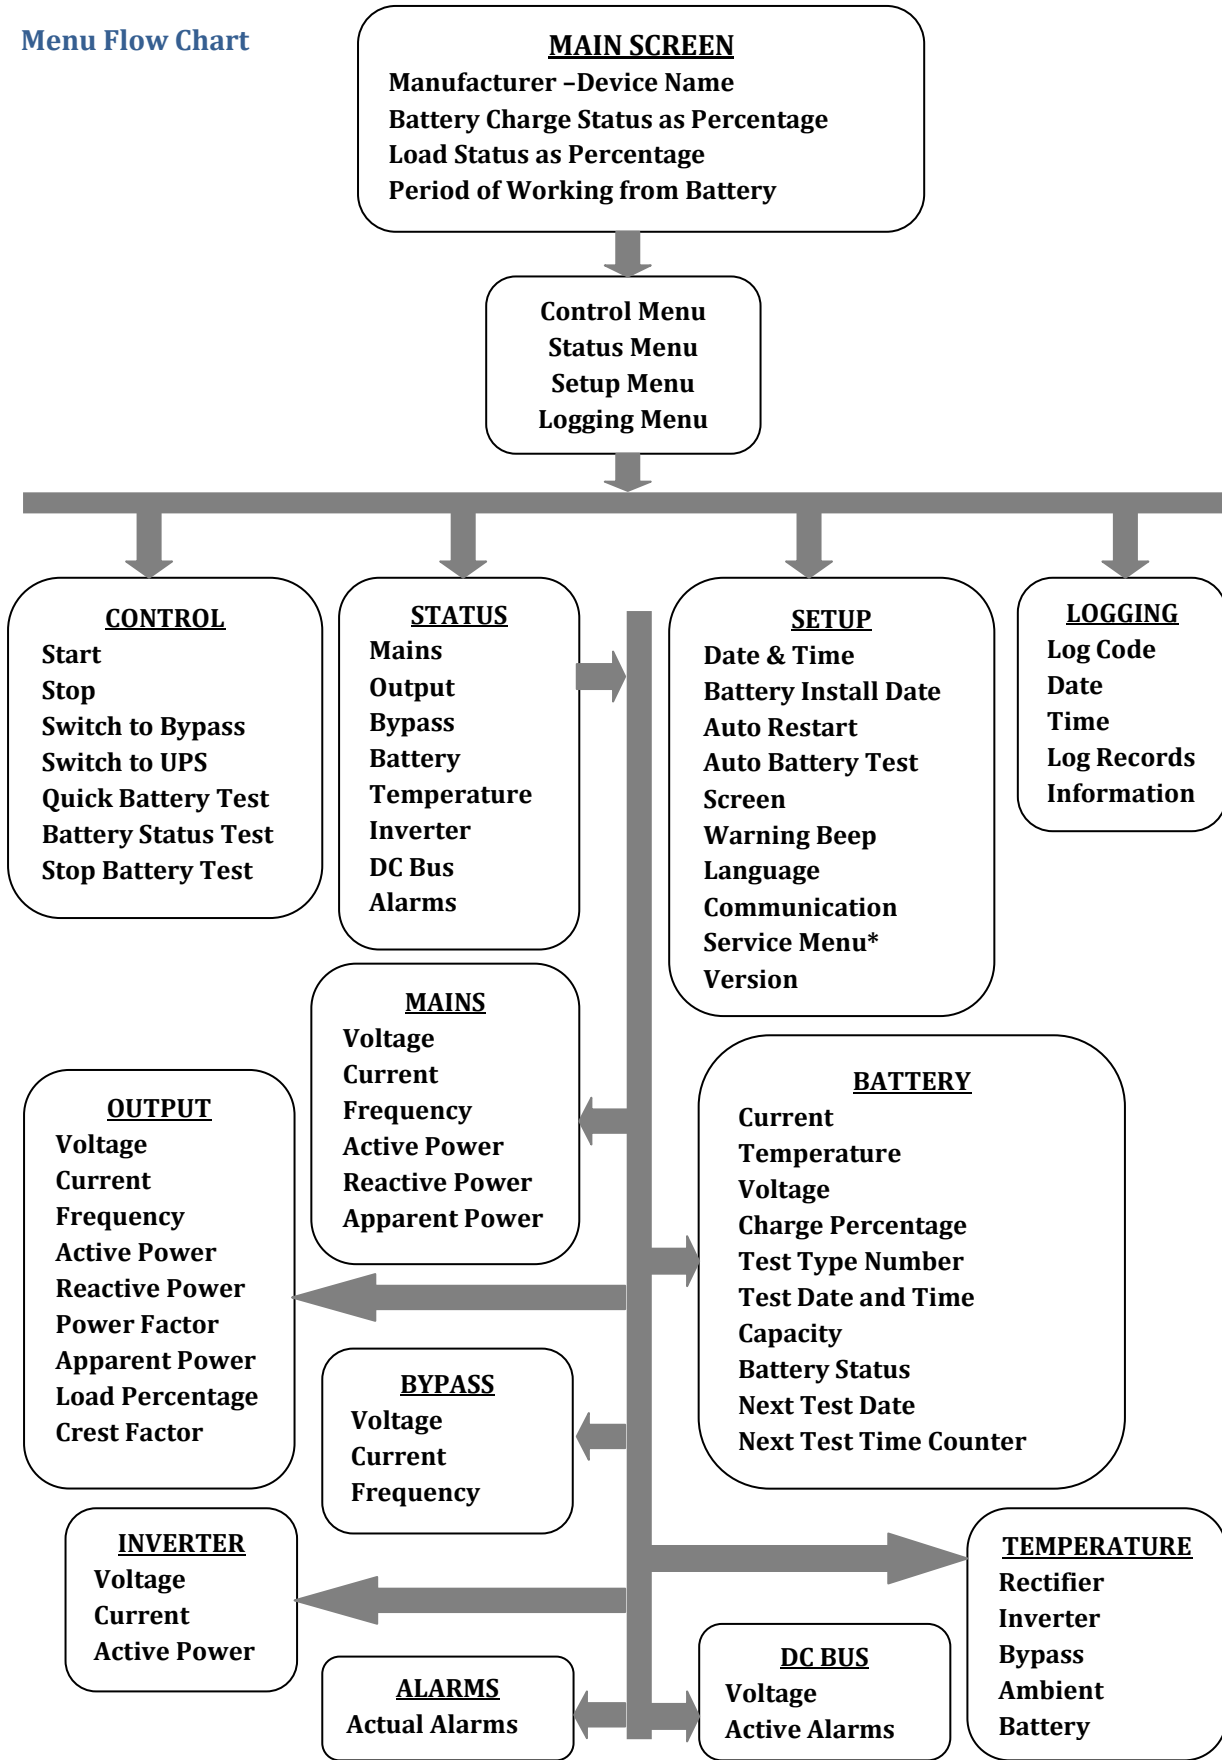 Menu Flow Chart
MAIN SCREEN
Manufacturer –Device Name
Battery Charge Status as Percentage
Load Status as Percentage
Period of Working from Battery
Control Menu
Status Menu
Setup Menu
Logging Menu
CONTROL
Start
Stop
Switch to Bypass
Switch to UPS
Quick Battery Test
Battery Status Test
Stop Battery Test
STATUS
Mains
Output
Bypass
Battery
Temperature
Inverter
DC Bus
Alarms
SETUP
Date & Time
Battery Install Date
Auto Restart
Auto Battery Test
Screen
Warning Beep
Language
Communication
Service Menu*
Version
LOGGING
Log Code
Date
Time
Log Records
Information
MAINS
Voltage
Current
Frequency
Active Power
Reactive Power
Apparent Power
OUTPUT
Voltage
Current
Frequency
Active Power
Reactive Power
Power Factor
Apparent Power
Load Percentage
Crest Factor
BATTERY
Current
Temperature
Voltage
Charge Percentage
Test Type Number
Test Date and Time
Capacity
Battery Status
Next Test Date
Next Test Time Counter
BYPASS
Voltage
Current
Frequency
INVERTER
Voltage
Current
Active Power
TEMPERATURE
Rectifier
Inverter
Bypass
Ambient
Battery
ALARMS
Actual Alarms
DC BUS
Voltage
Active Alarms